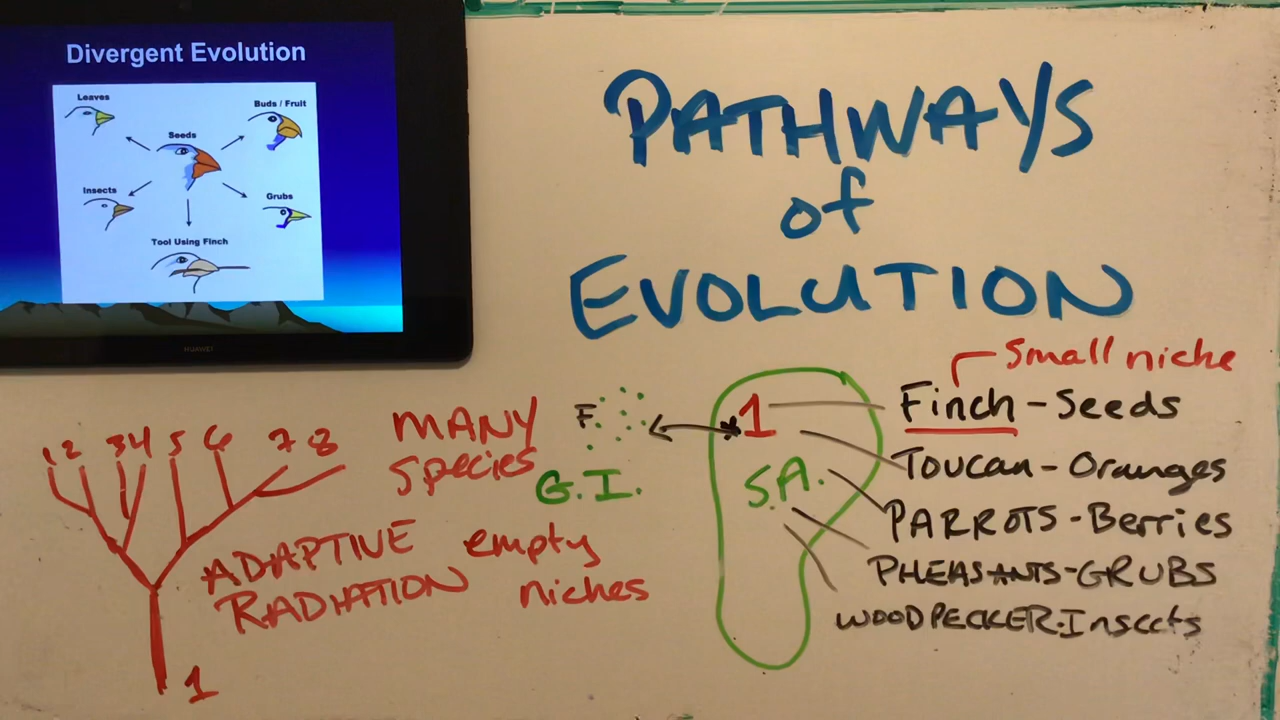 Divergent Evolution
Leaves
Buds / Fruit
Seeds
Insects
Grubs
Tool Using Finch
HUAWEI
PATHWAYS
of
EVOLUTION
Small niche
1
Finch - Seeds
Toucan - Oranges
S.A.
PARROTS - Berries
PHEASANTS - GRUBS
WOODPECKER - Insects
F
G.I.
MANY
species
1 2 3 4 5 6 7 8
ADAPTIVE
RADIATION
empty
niches
1